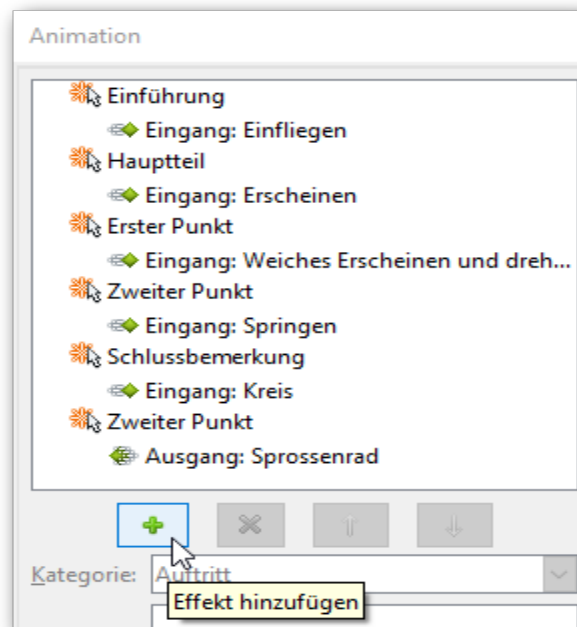 Animation
Einführung
Eingang: Einfliegen
Hauptteil
Eingang: Erscheinen
Erster Punkt
Eingang: Weiches Erscheinen und dreh...
Zweiter Punkt
Eingang: Springen
Schlussbemerkung
Eingang: Kreis
Zweiter Punkt
Ausgang: Sprossenrad
Kategorie: Auftritt
Effekt hinzufügen